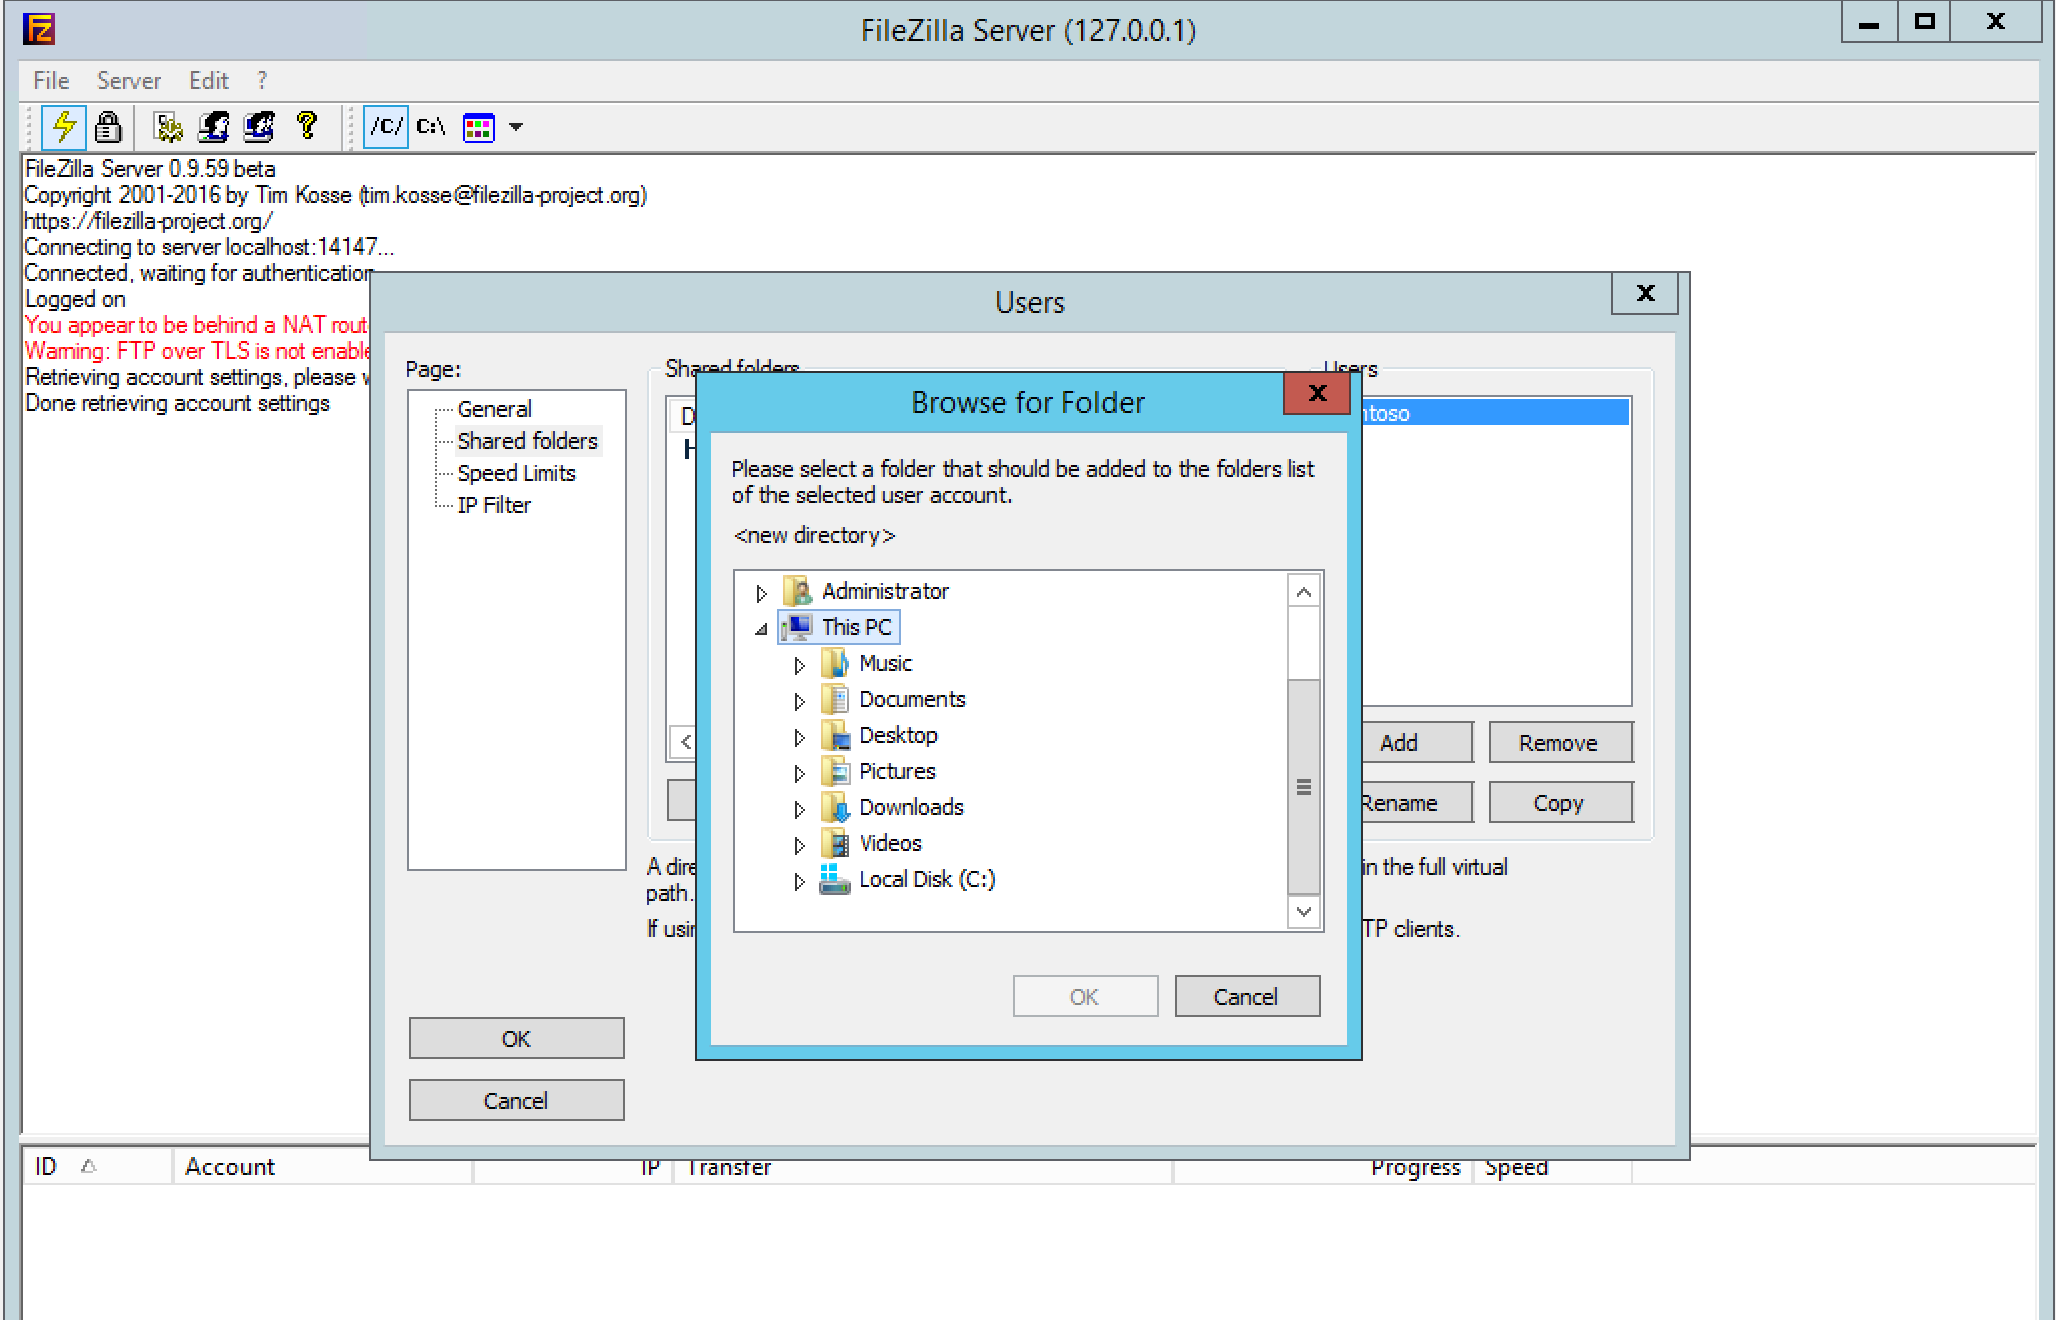 FileZilla Server (127.0.0.1)
File Server Edit ?
/C/ C:\
FileZilla Server 0.9.59 beta
Copyright 2001-2016 by Tim Kosse (tim.kosse@filezilla-project.org)
https://filezilla-project.org/
Connecting to server localhost:14147...
Connected, waiting for authentication
Logged on
You appear to be behind a NAT rout
Warning: FTP over TLS is not enable
Retrieving account settings, please w
Done retrieving account settings
Users
Page:
General
Shared folders
Speed Limits
IP Filter
OK
Cancel
Shared folders
D
H
Users
ntoso
Add Remove
Rename Copy
A dire in the full virtual
path.
If usin TP clients.
Browse for Folder
Please select a folder that should be added to the folders list
of the selected user account.
<new directory>
Administrator
This PC
Music
Documents
Desktop
Pictures
Downloads
Videos
Local Disk (C:)
OK Cancel
ID Account IP Transfer Progress Speed